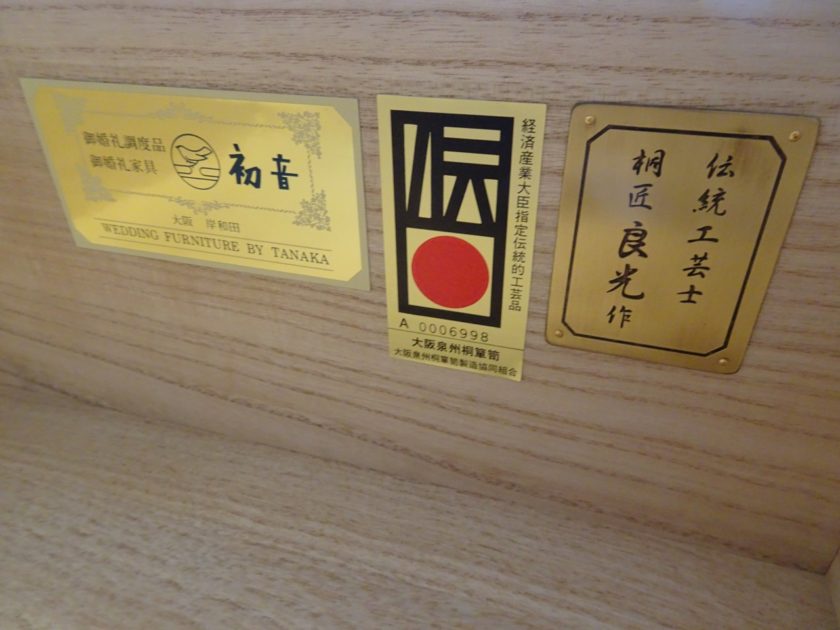 御婚礼調度品
御婚礼家具
初音
大阪 岸和田
WEDDING FURNITURE BY TANAKA
伝
経済産業大臣指定伝統的工芸品
A 0006998
大阪泉州桐簞笥
大阪泉州桐簞笥製造協同組合
伝統工芸士
桐匠良光作